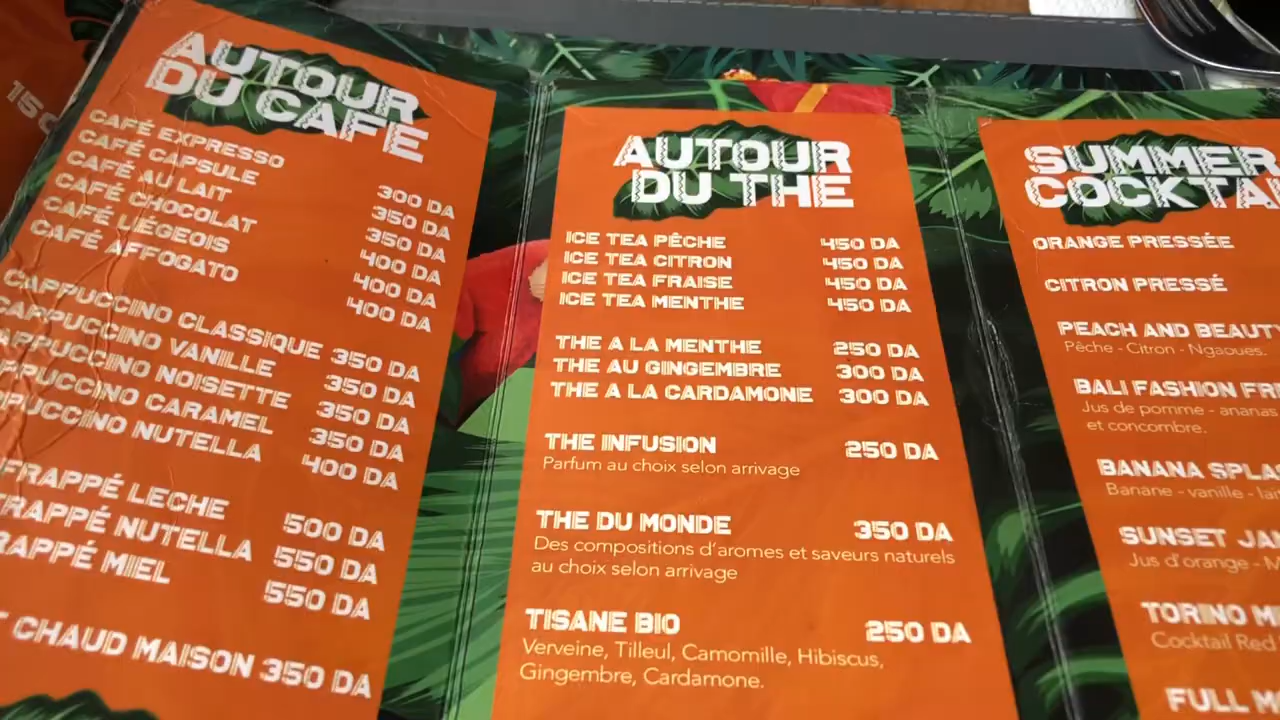 AUTOUR
DU CAFE
CAFÉ EXPRESSO 300 DA
CAFÉ CAPSULE 350 DA
CAFÉ AU LAIT 350 DA
CAFÉ CHOCOLAT 400 DA
CAFÉ LIÉGEOIS 400 DA
CAFÉ AFFOGATO 400 DA
CAPPUCCINO CLASSIQUE 350 DA
CAPPUCCINO VANILLE 350 DA
CAPPUCCINO NOISETTE 350 DA
CAPPUCCINO CARAMEL 350 DA
CAPPUCCINO NUTELLA 400 DA
FRAPPÉ LECHE 500 DA
FRAPPÉ NUTELLA 550 DA
FRAPPÉ MIEL 550 DA
CHAUD MAISON 350 DA
AUTOUR
DU THE
ICE TEA PÊCHE 450 DA
ICE TEA CITRON 450 DA
ICE TEA FRAISE 450 DA
ICE TEA MENTHE 450 DA
THE A LA MENTHE 250 DA
THE AU GINGEMBRE 300 DA
THE A LA CARDAMONE 300 DA
THE INFUSION 250 DA
Parfum au choix selon arrivage
THE DU MONDE 350 DA
Des compositions d'aromes et saveurs naturels
au choix selon arrivage
TISANE BIO 250 DA
Verveine, Tilleul, Camomille, Hibiscus,
Gingembre, Cardamone.
SUMMER
ORANGE PRESSÉE
CITRON PRESSÉ
PEACH AND BEAUTY
Pêche - Citron - Ngaoues.
BALI FASHION
Jus de pomme - ananas
et concombre.
BANANA
Banane - vanille -
SUNSET
Jus d'orange -
TORINO
Cocktail Red
FULL